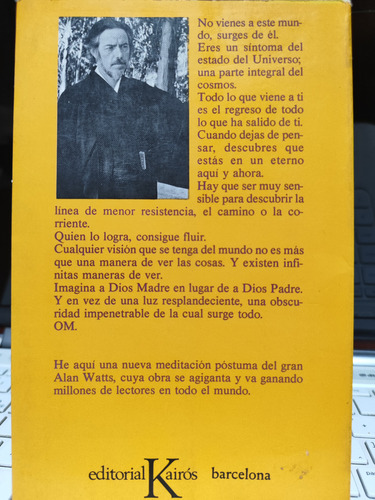 No vienes a este mun-
do, surges de él.
Eres un síntoma del
estado del Universo;
una parte integral del
cosmos.
Todo lo que viene a ti
es el regreso de todo
lo que ha salido de ti.
Cuando dejas de pen-
sar, descubres que
estás en un eterno
aquí y ahora.
Hay que ser muy sen-
sible para descubrir la
línea de menor resistencia, el camino o la co-
rriente.
Quien lo logra, consigue fluir.
Cualquier visión que se tenga del mundo no es más
que una manera de ver las cosas. Y existen infi-
nitas maneras de ver.
Imagina a Dios Madre en lugar de a Dios Padre.
Y en vez de una luz resplandeciente, una obscu-
ridad impenetrable de la cual surge todo.
OM.
He aquí una nueva meditación póstuma del gran
Alan Watts, cuya obra se agiganta y va ganando
millones de lectores en todo el mundo.
editorial Kairós barcelona